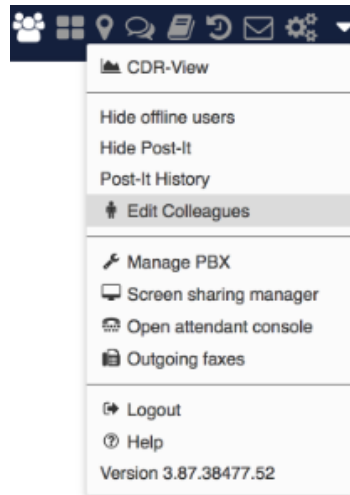 CDR-View
Hide offline users
Hide Post-It
Post-It History
Edit Colleagues
Manage PBX
Screen sharing manager
Open attendant console
Outgoing faxes
Logout
Help
Version 3.87.38477.52